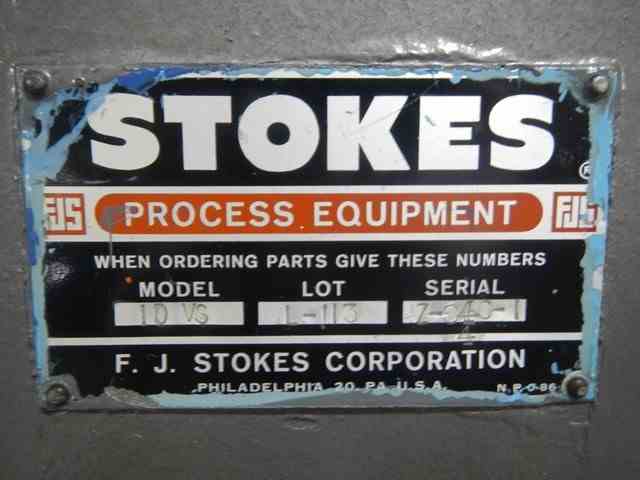 STOKES
®
FJS PROCESS EQUIPMENT FJS
WHEN ORDERING PARTS GIVE THESE NUMBERS
MODEL LOT SERIAL
10 VS L-113
F. J. STOKES CORPORATION
PHILADELPHIA 20, PA. U.S.A.